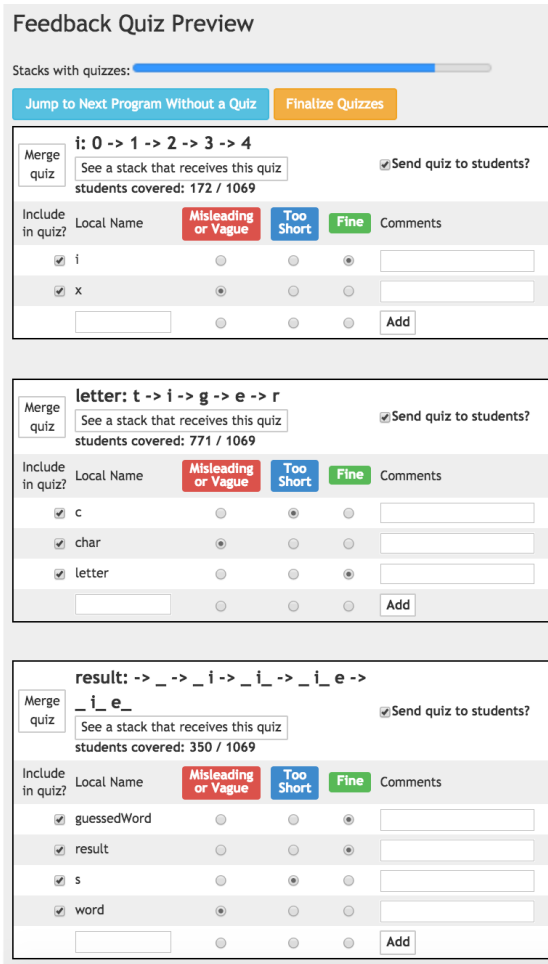 Feedback Quiz Preview
Stacks with quizzes:
Jump to Next Program Without a Quiz Finalize Quizzes
Merge quiz
i: 0 -> 1 -> 2 -> 3 -> 4
See a stack that receives this quiz
students covered: 172 / 1069
Send quiz to students?
Include in quiz? Local Name Misleading or Vague Too Short Fine Comments
i
x
Add
Merge quiz
letter: t -> i -> g -> e -> r
See a stack that receives this quiz
students covered: 771 / 1069
Send quiz to students?
Include in quiz? Local Name Misleading or Vague Too Short Fine Comments
c
char
letter
Add
Merge quiz
result: -> _ -> _ i -> _ i_ -> _ i_ e ->
_ i_ e_
See a stack that receives this quiz
students covered: 350 / 1069
Send quiz to students?
Include in quiz? Local Name Misleading or Vague Too Short Fine Comments
guessedWord
result
s
word
Add